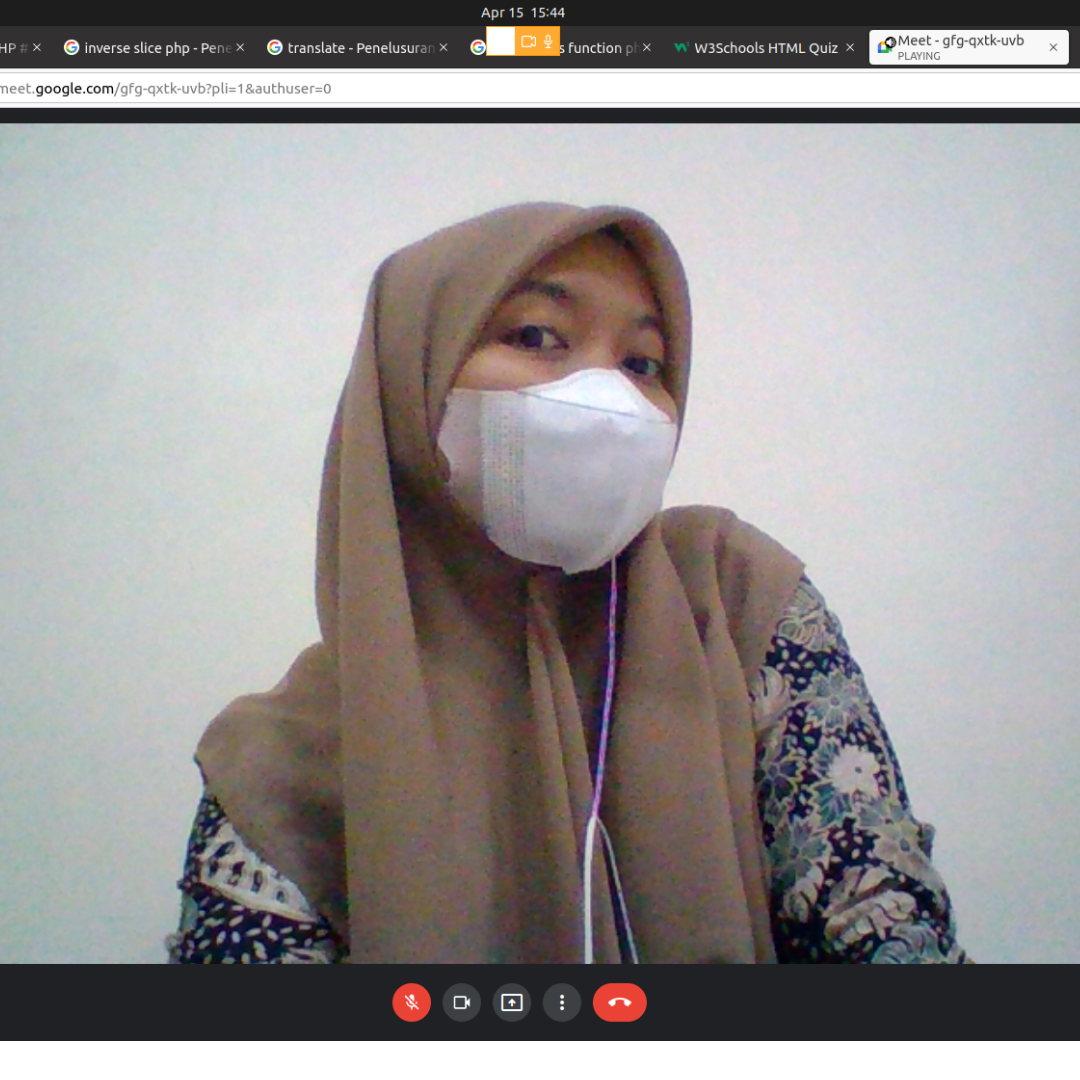 Apr 15 15:44
HP # inverse slice php - Pene translate - Penelusuran s function ph W3Schools HTML Quiz Meet - gfg-qxtk-uvb
PLAYING
meet.google.com/gfg-qxtk-uvb?pli=1&authuser=0